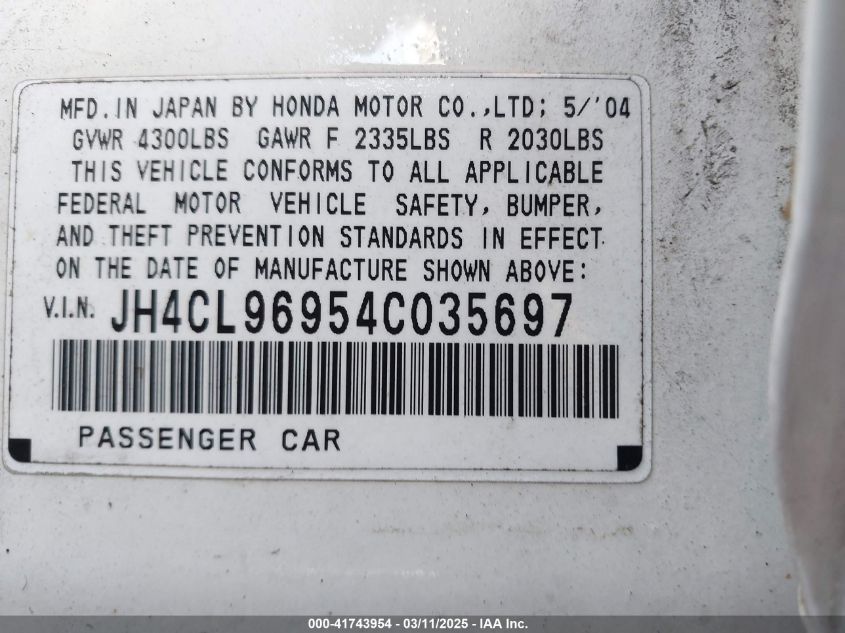 MFD.IN JAPAN BY HONDA MOTOR CO.,LTD; 5/'04
GVWR 4300LBS GAWR F 2335LBS R 2030LBS
THIS VEHICLE CONFORMS TO ALL APPLICABLE
FEDERAL MOTOR VEHICLE SAFETY, BUMPER,
AND THEFT PREVENTION STANDARDS IN EFFECT
ON THE DATE OF MANUFACTURE SHOWN ABOVE:
V.I.N. JH4CL96954C035697
PASSENGER CAR
000-41743954 - 03/11/2025 - IAA Inc.